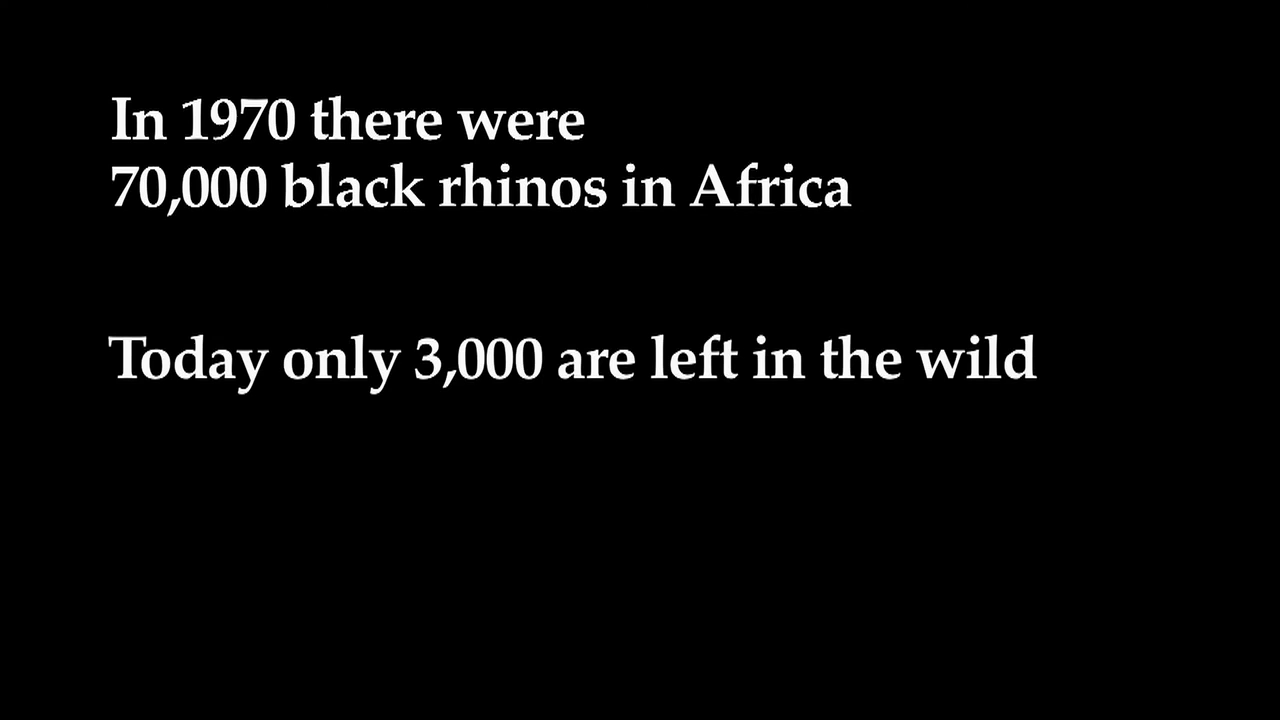 In 1970 there were
70,000 black rhinos in Africa
Today only 3,000 are left in the wild